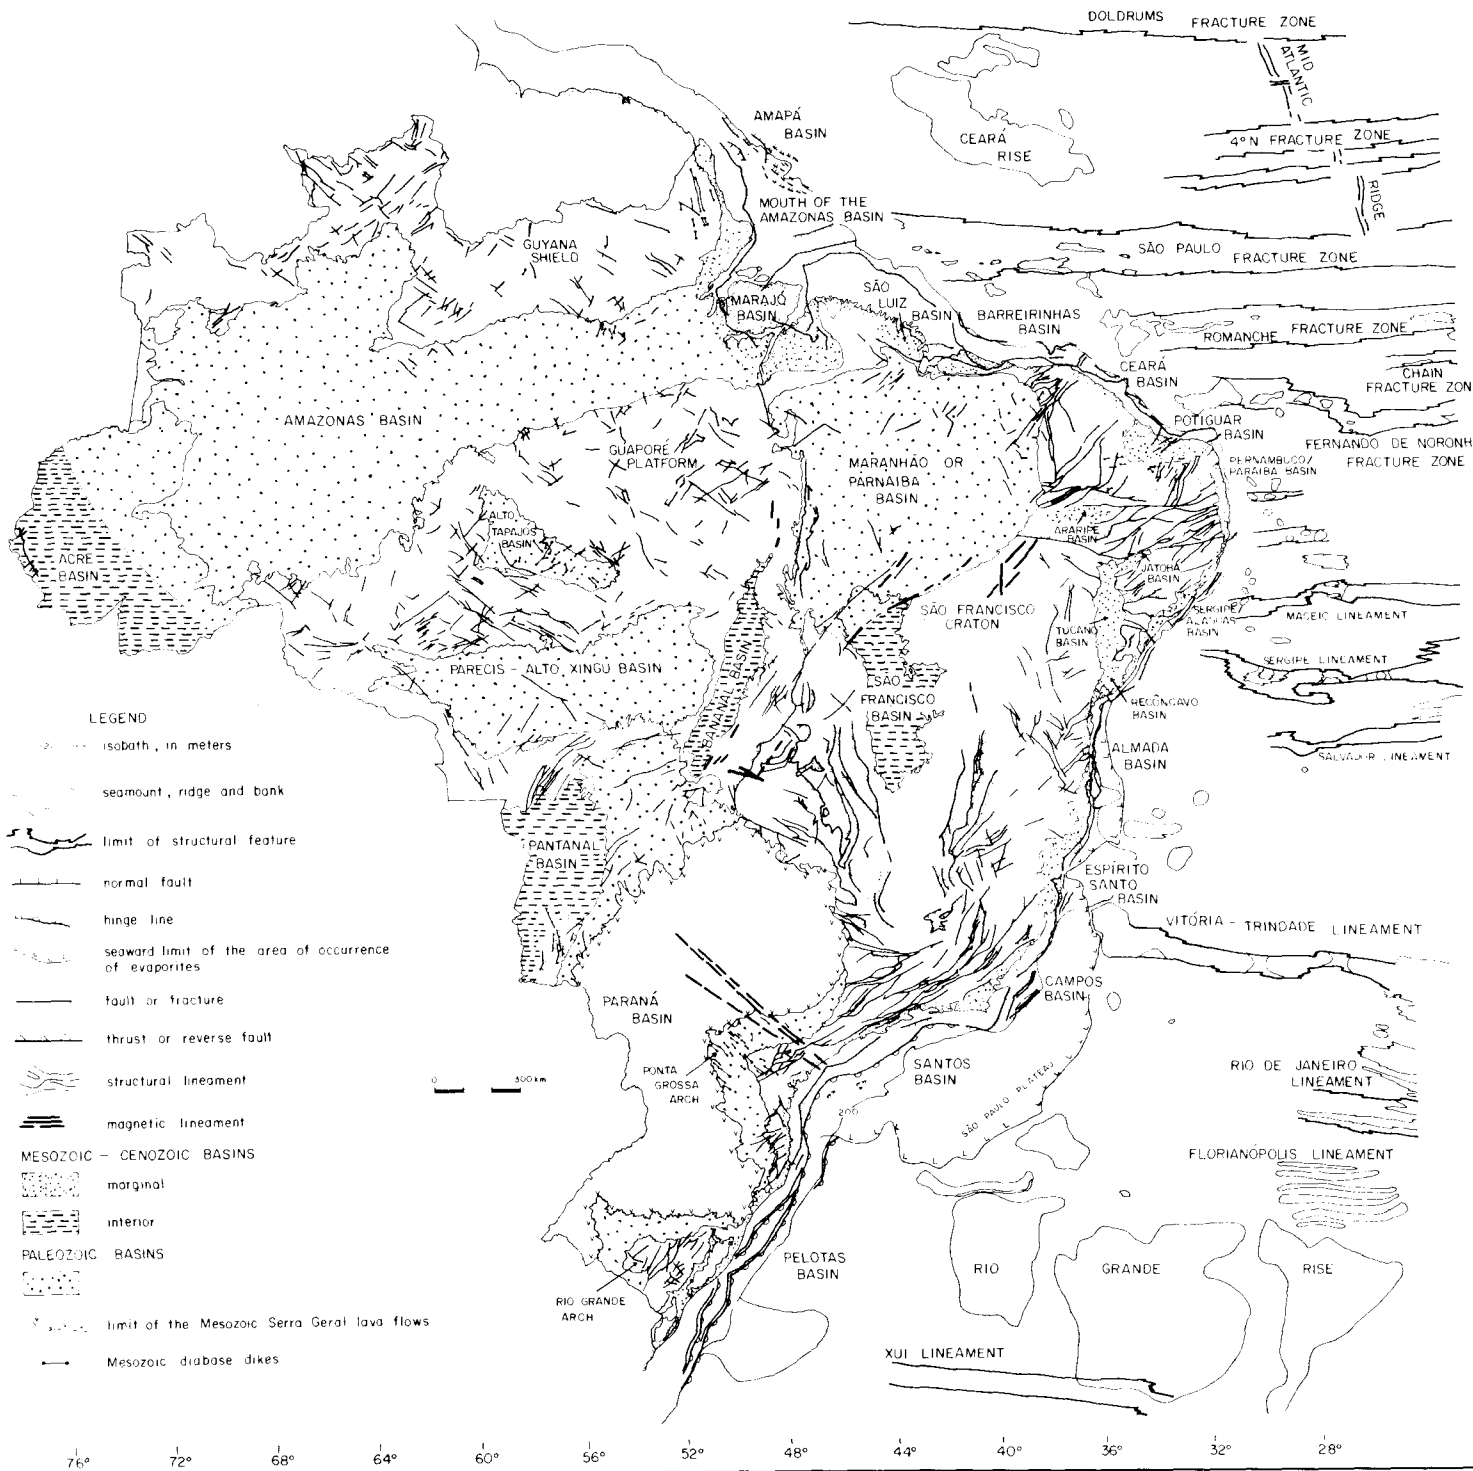 DOLDRUMS FRACTURE ZONE
MID
ATLANTIC
AMAPÁ
BASIN
CEARÁ
RISE
4° N FRACTURE ZONE
RIDGE
MOUTH OF THE
AMAZONAS BASIN
GUYANA
SHIELD
SÃO PAULO FRACTURE ZONE
MARAJÓ
BASIN
SÃO
LUIZ
BASIN
BARREIRINHAS
BASIN
ROMANCHE FRACTURE ZONE
CEARÁ
BASIN
CHAIN
FRACTURE ZON
AMAZONAS BASIN
POTIGUAR
BASIN
FERNANDO DE NORONH
FRACTURE ZONE
GUAPORÉ
PLATFORM
MARANHÃO OR
PARNAIBA
BASIN
PERNAMBUCO/
PARAIBA BASIN
ALTO
TAPAJÓS
BASIN
ARARIPE
BASIN
ACRE
BASIN
JATOBÁ
BASIN
SÃO FRANCISCO
CRATON
TUCANO
BASIN
SERGIPE/
ALAGOAS
BASIN
MACEIO LINEAMENT
SERGIPE LINEAMENT
PARECIS - ALTO XINGÚ BASIN
BANANAL BASIN
SÃO
FRANCISCO
BASIN
RECÔNCAVO
BASIN
ALMADA
BASIN
SALVADOR LINEAMENT
LEGEND
isobath, in meters
seamount, ridge and bank
limit of structural feature
normal fault
hinge line
seaward limit of the area of occurrence
of evaporites
fault or fracture
thrust or reverse fault
structural lineament
magnetic lineament
MESOZOIC - CENOZOIC BASINS
marginal
interior
PALEOZOIC BASINS
limit of the Mesozoic Serra Geral lava flows
Mesozoic diabase dikes
PANTANAL
BASIN
ESPÍRITO
SANTO
BASIN
VITÓRIA - TRINDADE LINEAMENT
PARANÁ
BASIN
CAMPOS
BASIN
PONTA
GROSSA
ARCH
0 300 km
SANTOS
BASIN
200
SÃO PAULO PLATEAU
RIO DE JANEIRO
LINEAMENT
FLORIANÓPOLIS LINEAMENT
PELOTAS
BASIN
RIO GRANDE RISE
RIO GRANDE
ARCH
XUI LINEAMENT
76° 72° 68° 64° 60° 56° 52° 48° 44° 40° 36° 32° 28°